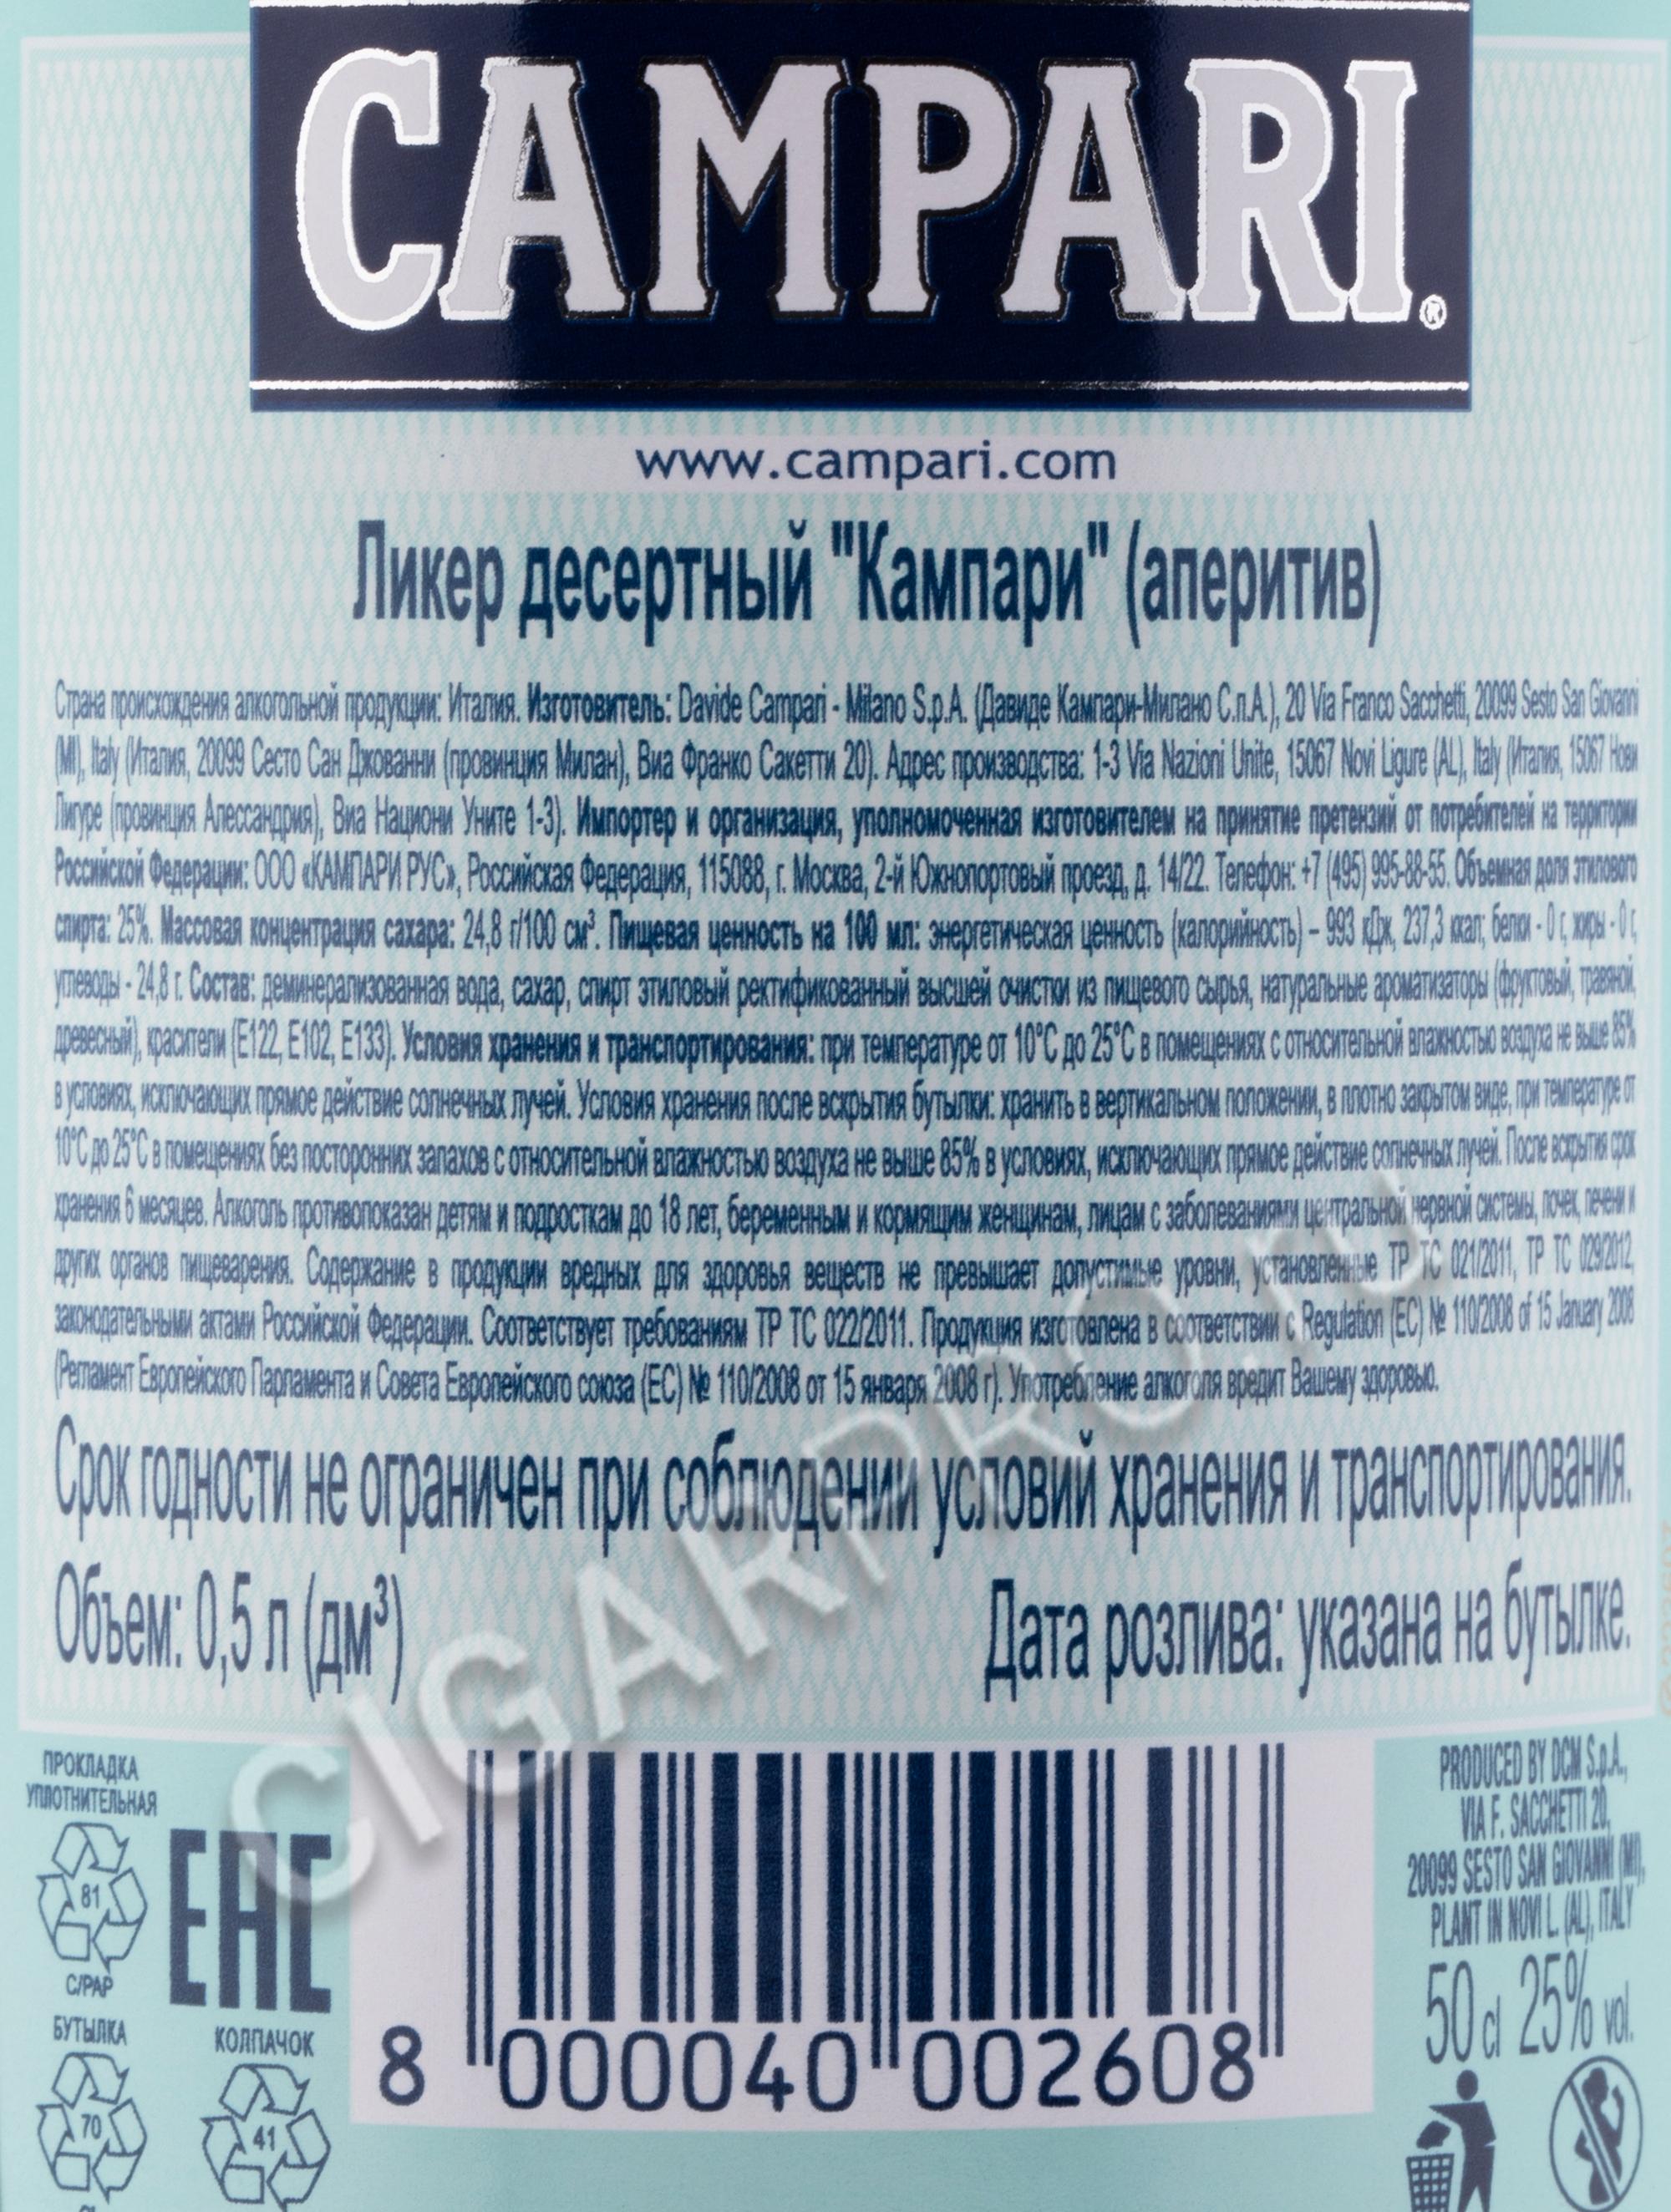 CAMPARI®
www.campari.com
Ликер десертный "Кампари" (аперитив)
Страна происхождения алкогольной продукции: Италия. Изготовитель: Davide Campari - Milano S.p.A. (Давиде Кампари-Милано С.п.А.), 20 Via Franco Sacchetti, 20099 Sesto San Giovanni
(MI), Italy (Италия, 20099 Сесто Сан Джованни (провинция Милан), Виа Франко Сакетти 20). Адрес производства: 1-3 Via Nazioni Unite, 15067 Novi Ligure (AL), Italy (Италия, 15067 Нови
Лигуре (провинция Алессандрия), Виа Национи Уните 1-3). Импортер и организация, уполномоченная изготовителем на принятие претензий от потребителей на территории
Российской Федерации: ООО «КАМПАРИ РУС», Российская Федерация, 115088, г. Москва, 2-й Южнопортовый проезд, д. 14/22. Телефон: +7 (495) 995-88-55. Объемная доля этилового
спирта: 25%. Массовая концентрация сахара: 24,8 г/100 см³. Пищевая ценность на 100 мл: энергетическая ценность (калорийность) – 993 кДж, 237,3 ккал; белки - 0 г, жиры - 0 г,
углеводы - 24,8 г. Состав: деминерализованная вода, сахар, спирт этиловый ректификованный высшей очистки из пищевого сырья, натуральные ароматизаторы (фруктовый, травяной,
древесный), красители (E122, E102, E133). Условия хранения и транспортирования: при температуре от 10°C до 25°C в помещениях с относительной влажностью воздуха не выше 85%
в условиях, исключающих прямое действие солнечных лучей. Условия хранения после вскрытия бутылки: хранить в вертикальном положении, в плотно закрытом виде, при температуре от
10°C до 25°C в помещениях без посторонних запахов с относительной влажностью воздуха не выше 85% в условиях, исключающих прямое действие солнечных лучей. После вскрытия срок
хранения 6 месяцев. Алкоголь противопоказан детям и подросткам до 18 лет, беременным и кормящим женщинам, лицам с заболеваниями центральной нервной системы, почек, печени и
других органов пищеварения. Содержание в продукции вредных для здоровья веществ не превышает допустимые уровни, установленные ТР ТС 021/2011, ТР ТС 029/2012,
законодательными актами Российской Федерации. Соответствует требованиям ТР ТС 022/2011. Продукция изготовлена в соответствии с Regulation (EC) № 110/2008 of 15 January 2008
(Регламент Европейского Парламента и Совета Европейского союза (ЕС) № 110/2008 от 15 января 2008 г). Употребление алкоголя вредит Вашему здоровью.
Срок годности не ограничен при соблюдении условий хранения и транспортирования.
Объем: 0,5 л (дм³)
Дата розлива: указана на бутылке.
CIGARPRO.ru
ПРОКЛАДКА
УПЛОТНИТЕЛЬНАЯ
81
C/PAP
EAC
БУТЫЛКА
70
КОЛПАЧОК
41
8 000040 002608
PRODUCED BY DCM S.p.A.,
VIA F. SACCHETTI 20,
20099 SESTO SAN GIOVANNI (MI),
PLANT IN NOVI L. (AL), ITALY
50 cl 25% vol.